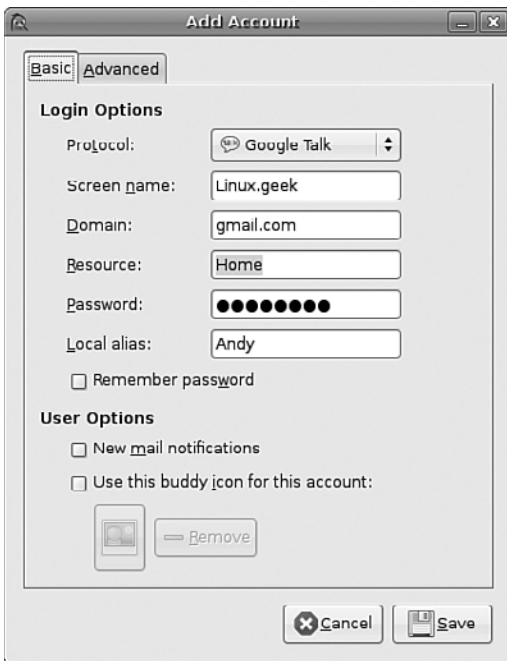 Add Account
Basic Advanced
Login Options
Protocol: Google Talk
Screen name: Linux.geek
Domain: gmail.com
Resource: Home
Password: ●●●●●●●●
Local alias: Andy
Remember password
User Options
New mail notifications
Use this buddy icon for this account:
Remove
Cancel Save